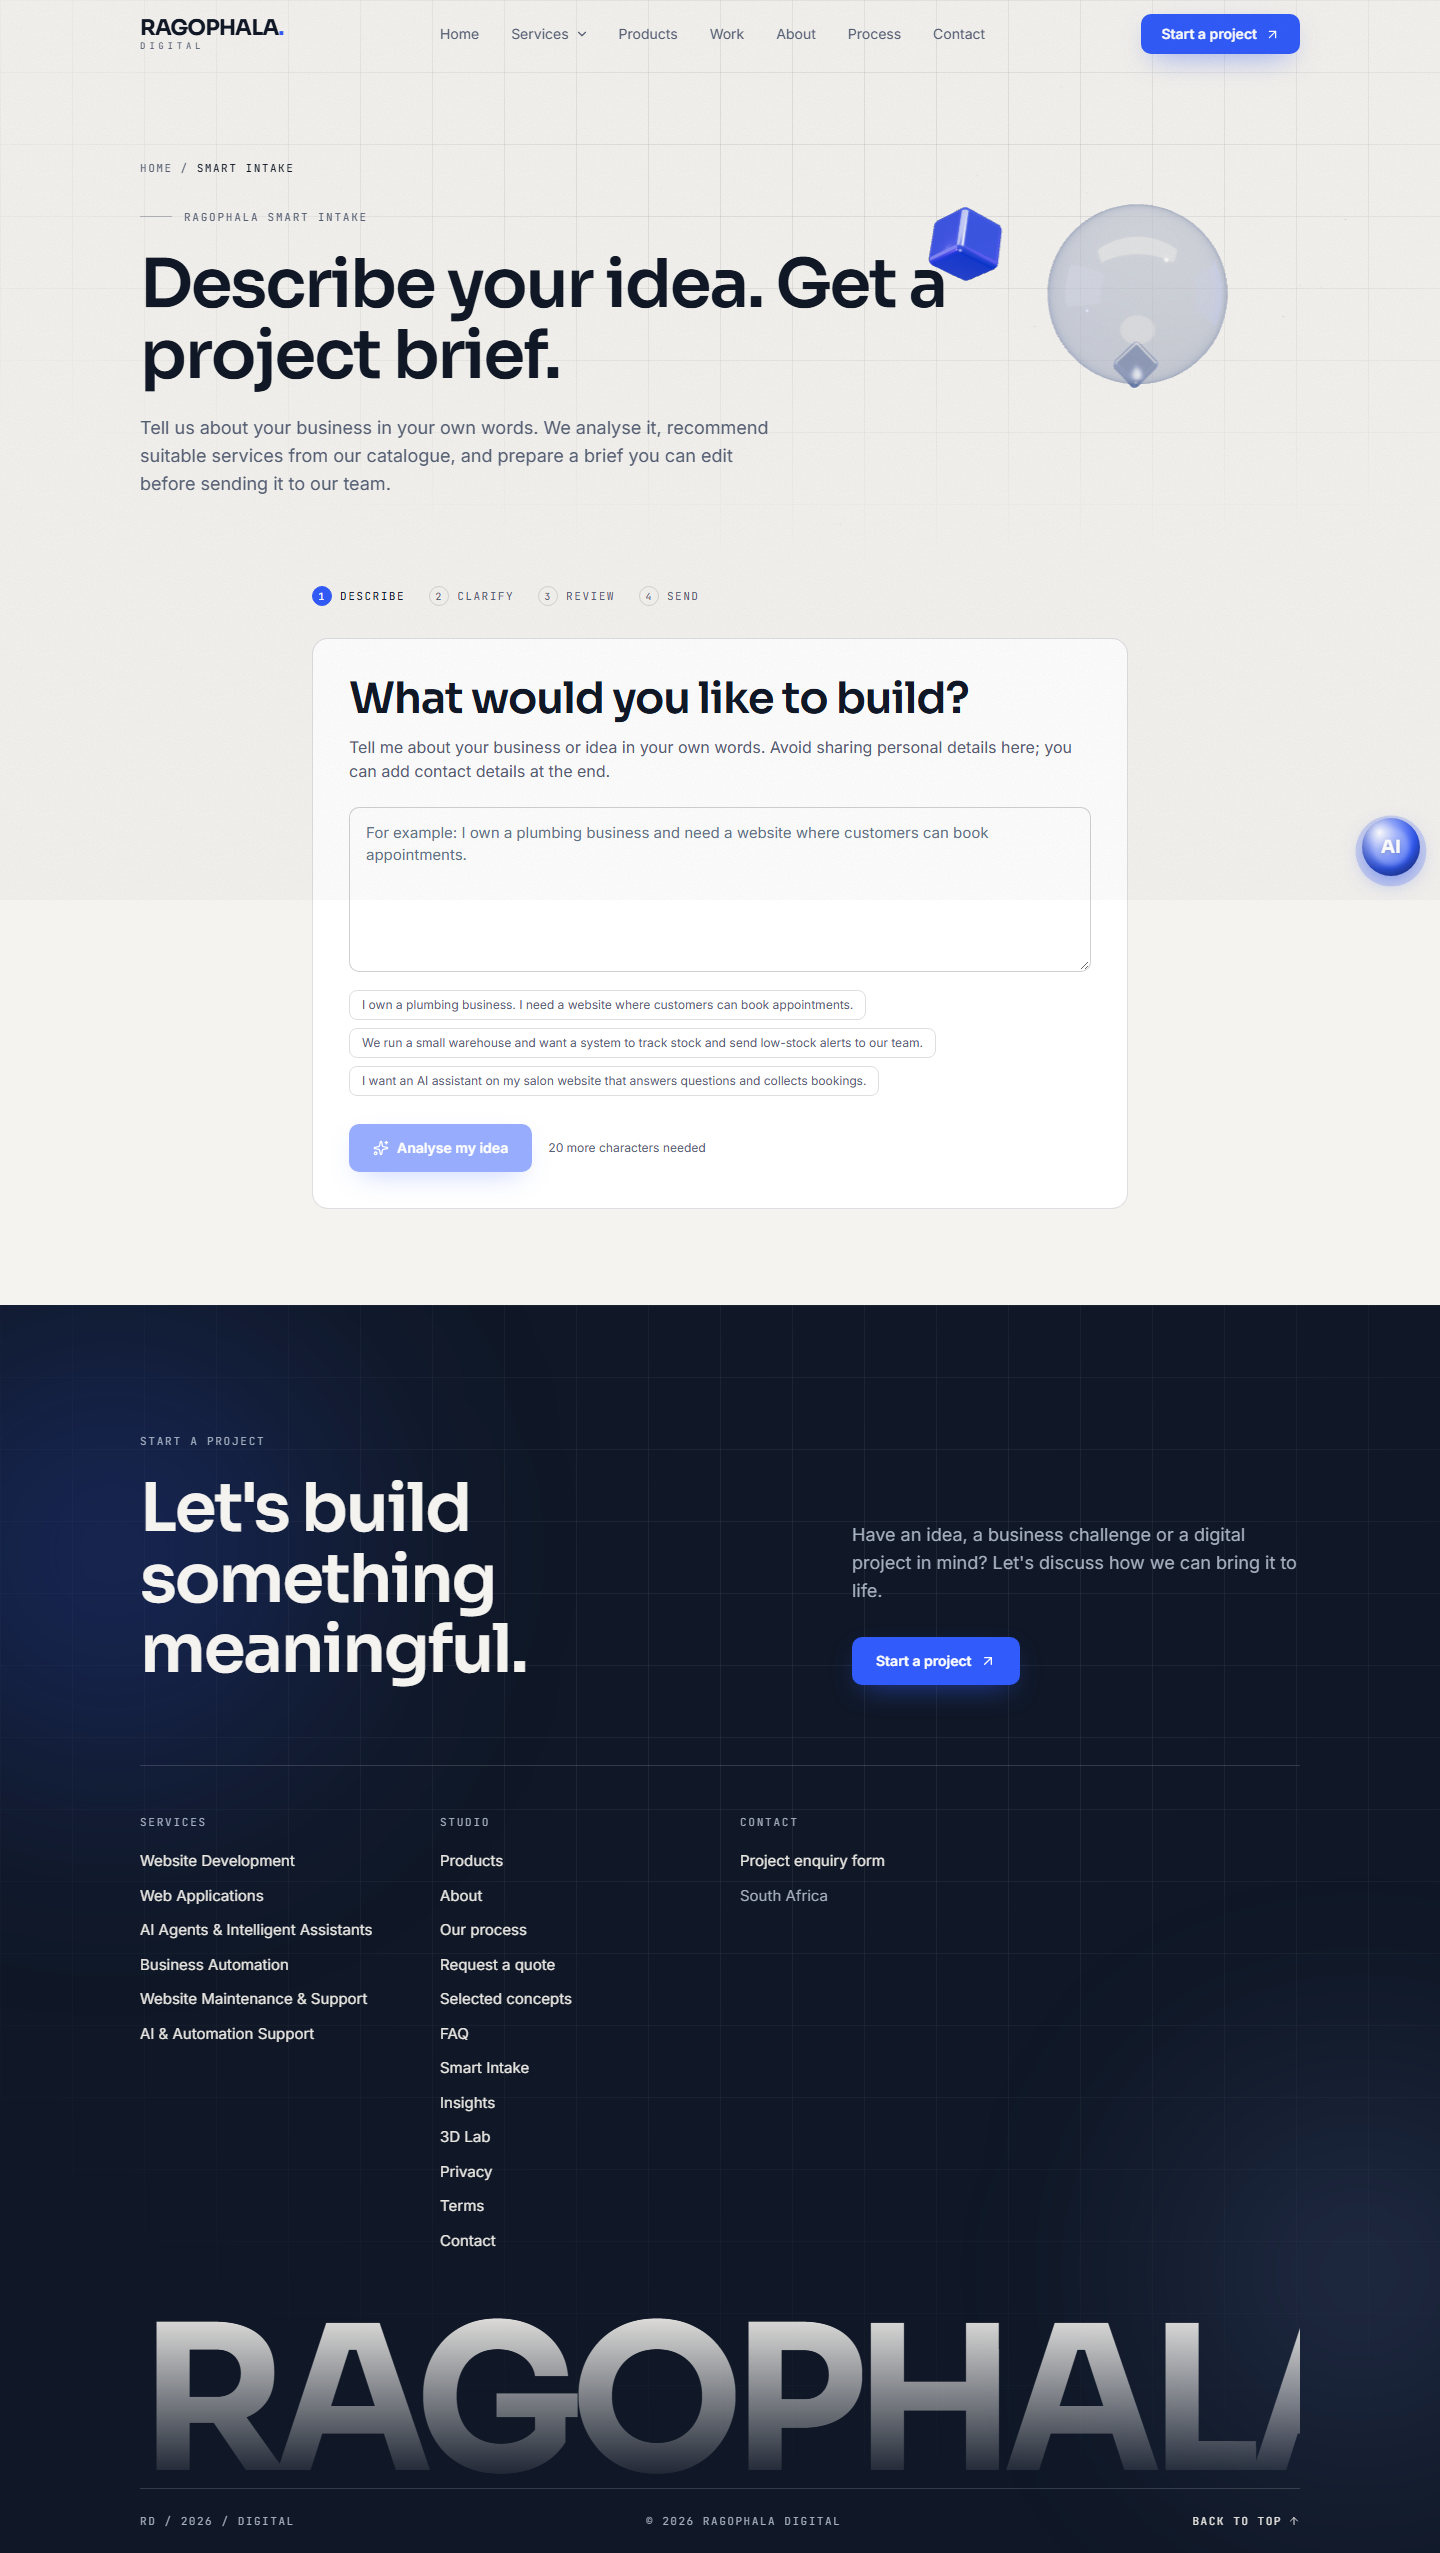 RAGOPHALA.
DIGITAL
Home
Services
Products
Work
About
Process
Contact
Start a project
HOME / SMART INTAKE
RAGOPHALA SMART INTAKE
Describe your idea. Get a
project brief.
Tell us about your business in your own words. We analyse it, recommend
suitable services from our catalogue, and prepare a brief you can edit
before sending it to our team.
1 DESCRIBE
2 CLARIFY
3 REVIEW
4 SEND
What would you like to build?
Tell me about your business or idea in your own words. Avoid sharing personal details here; you
can add contact details at the end.
For example: I own a plumbing business and need a website where customers can book
appointments.
AI
I own a plumbing business. I need a website where customers can book appointments.
We run a small warehouse and want a system to track stock and send low-stock alerts to our team.
I want an AI assistant on my salon website that answers questions and collects bookings.
Analyse my idea
20 more characters needed
START A PROJECT
Let's build
something
meaningful.
Have an idea, a business challenge or a digital
project in mind? Let's discuss how we can bring it to
life.
Start a project
SERVICES
Website Development
Web Applications
AI Agents & Intelligent Assistants
Business Automation
Website Maintenance & Support
AI & Automation Support
STUDIO
Products
About
Our process
Request a quote
Selected concepts
FAQ
Smart Intake
Insights
3D Lab
Privacy
Terms
Contact
CONTACT
Project enquiry form
South Africa
RAGOPHALA
RD / 2026 / DIGITAL
© 2026 RAGOPHALA DIGITAL
BACK TO TOP ↑